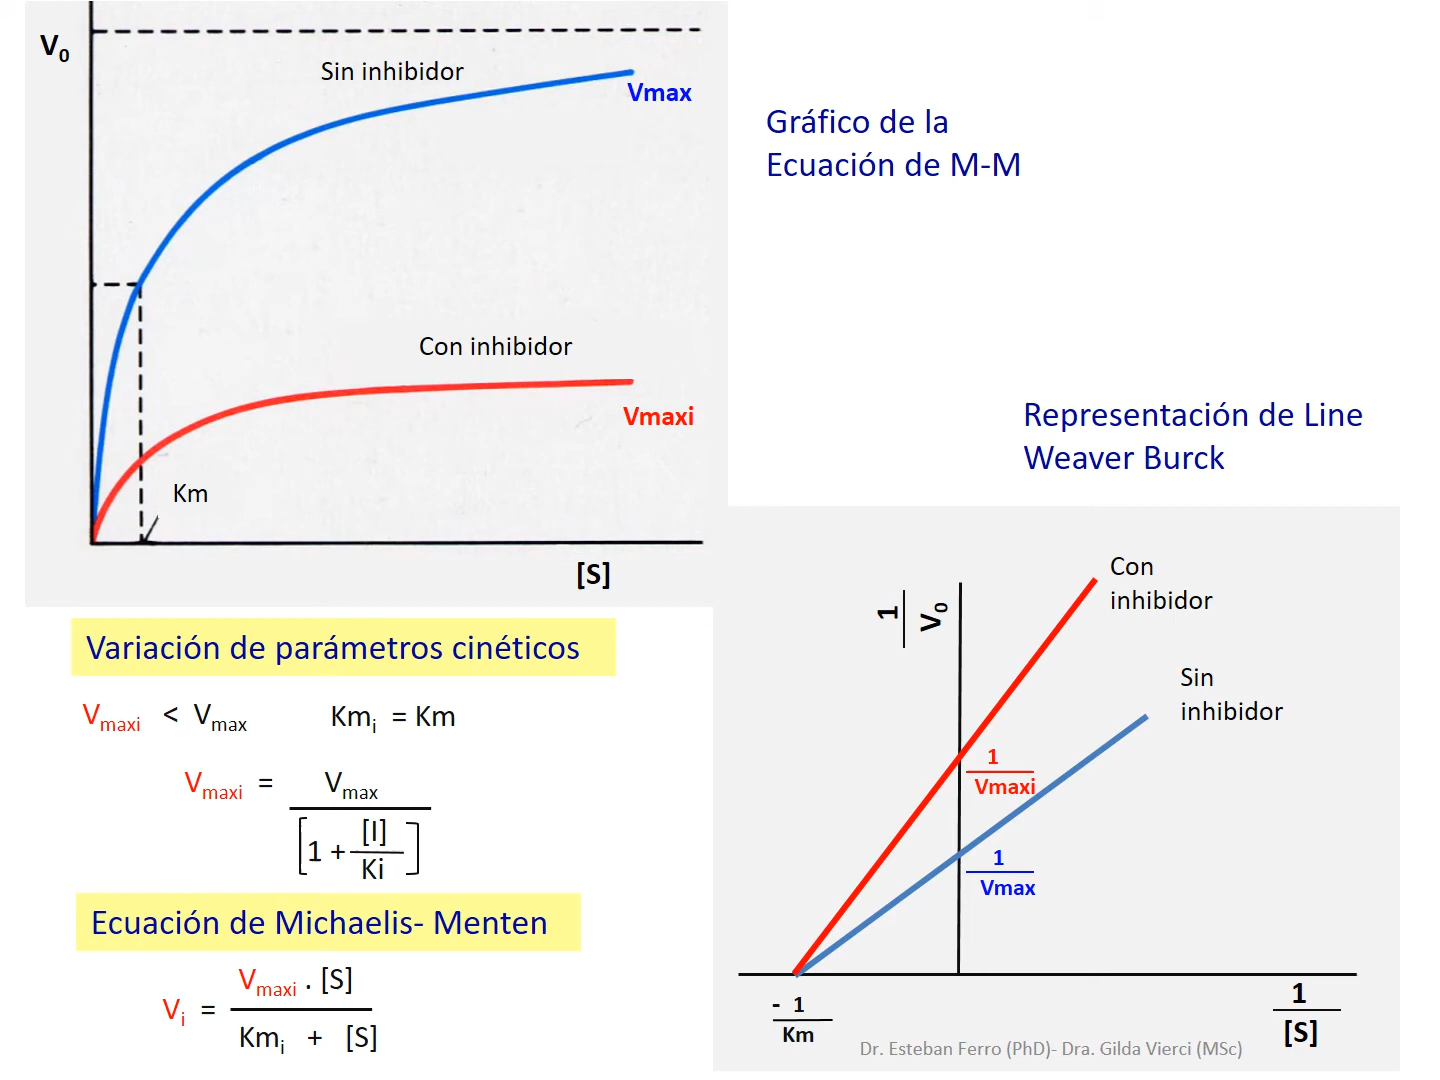 V0
Sin inhibidor
Vmax
Gráfico de la
Ecuación de M-M
Con inhibidor
Vmaxi
Km
[S]
Representación de Line
Weaver Burck
Variación de parámetros cinéticos
Vmaxi < Vmax Kmi = Km
Vmaxi = Vmax
[1 + [I]
Ki ]
Ecuación de Michaelis- Menten
Vi = Vmaxi . [S]
Kmi + [S]
1
V0
Con
inhibidor
Sin
inhibidor
1
Vmaxi
1
Vmax
- 1
Km
1
[S]
Dr. Esteban Ferro (PhD)- Dra. Gilda Vierci (MSc)